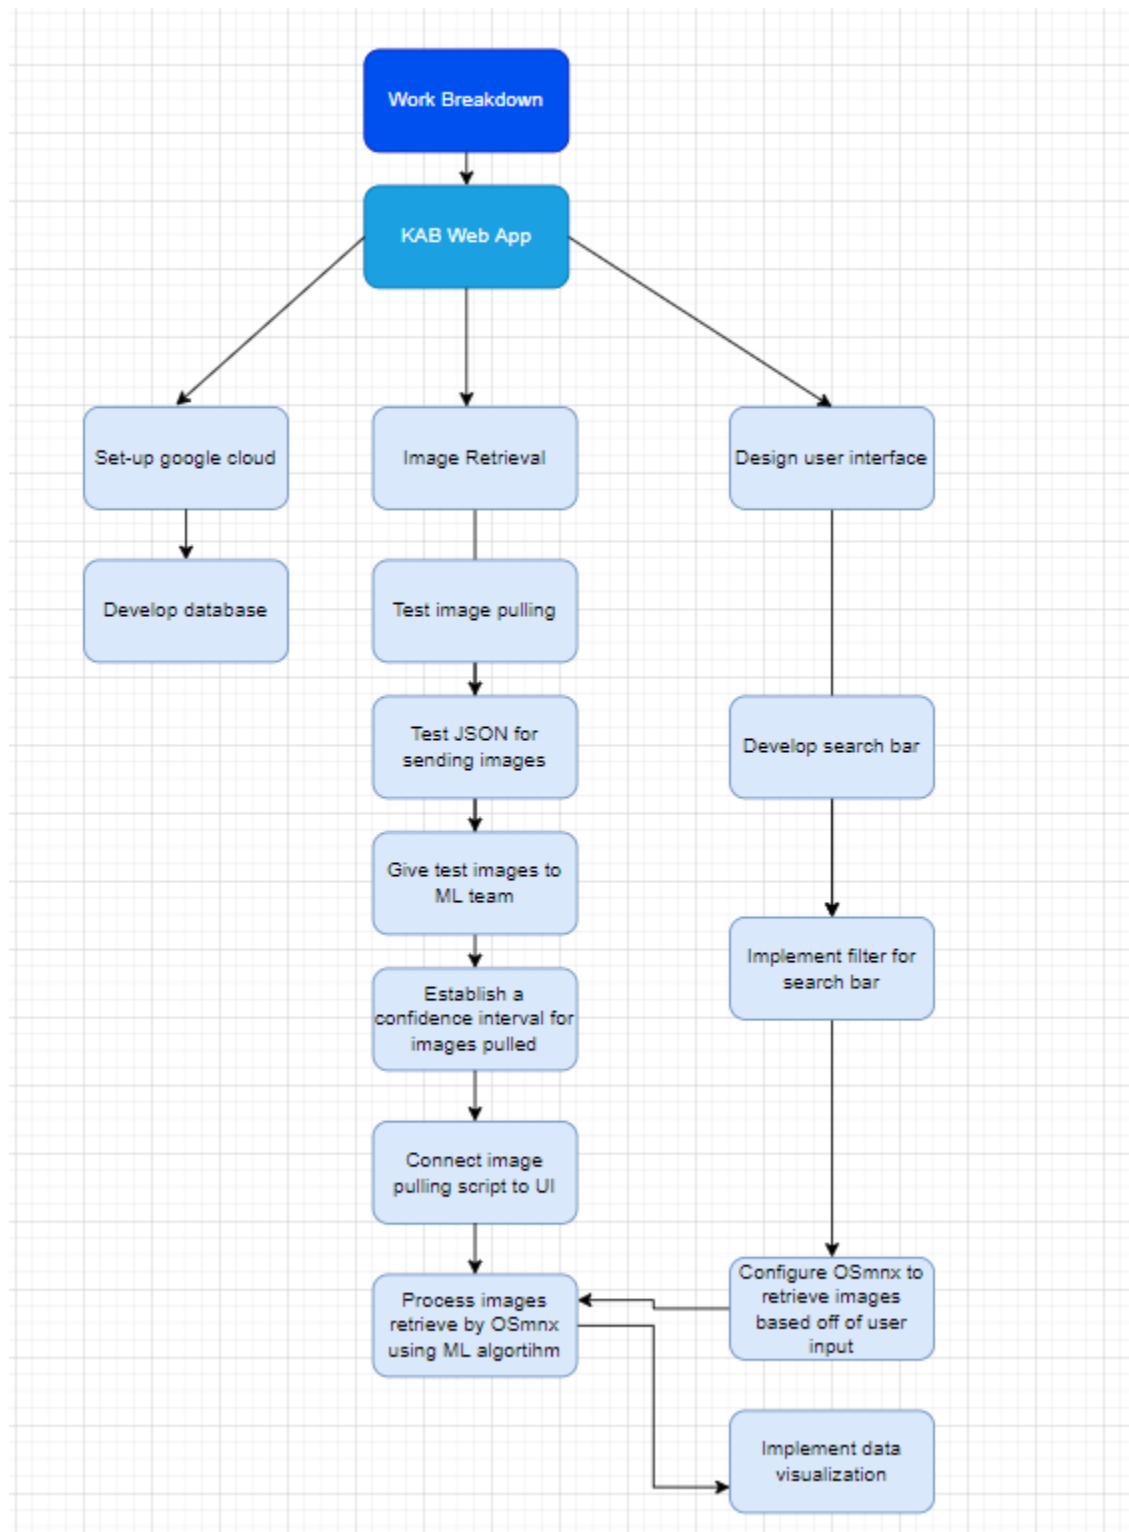 Work Breakdown
KAB Web App
Set-up google cloud
Image Retrieval
Design user interface
Develop database
Test image pulling
Test JSON for
sending images
Develop search bar
Give test images to
ML team
Implement filter for
search bar
Establish a
confidence interval for
images pulled
Connect image
pulling script to UI
Process images
retrieve by OSmnx
using ML algortihm
Configure OSmnx to
retrieve images
based off of user
input
Implement data
visualization